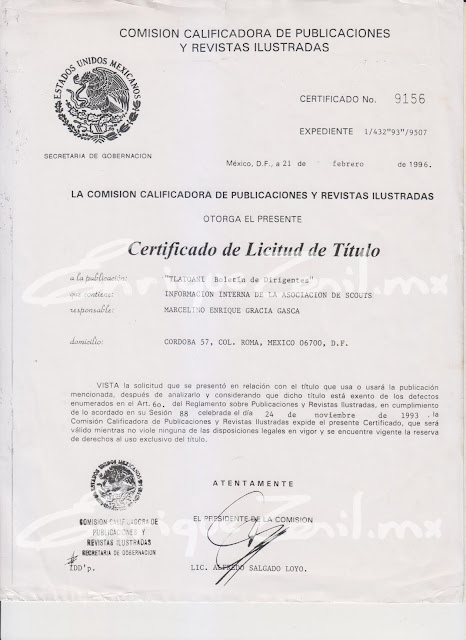 COMISION CALIFICADORA DE PUBLICACIONES
Y REVISTAS ILUSTRADAS
ESTADOS UNIDOS MEXICANOS
CERTIFICADO No. 9156
EXPEDIENTE 1/432"93"/9507
SECRETARIA DE GOBERNACION
México, D.F., a 21 de febrero de 1996.
LA COMISION CALIFICADORA DE PUBLICACIONES Y REVISTAS ILUSTRADAS
OTORGA EL PRESENTE
Certificado de Licitud de Título
a la publicación: "TLATOANI Boletín de Dirigentes"
que contiene: INFORMACION INTERNA DE LA ASOCIACION DE SCOUTS
responsable: MARCELINO ENRIQUE GRACIA GASCA
domicilio: CORDOBA 57, COL. ROMA, MEXICO 06700, D.F.
VISTA la solicitud que se presentó en relación con el título que usa o usará la publicación
mencionada, después de analizarlo y considerando que dicho título está exento de los defectos
enumerados en el Art. 6o. del Reglamento sobre Publicaciones y Revistas Ilustradas, en cumplimiento
de lo acordado en su Sesión 88 celebrada el día 24 de noviembre de 1993 . la
Comisión Calificadora de Publicaciones y Revistas Ilustradas expide el presente Certificado, que será
válido mientras no viole ninguna de las disposiciones legales en vigor y se encuentre vigente la reserva
de derechos al uso exclusivo del título.
ATENTAMENTE
EL PRESIDENTE DE LA COMISION
COMISION CALIFICADORA DE
PUBLICACIONES Y
REVISTAS ILUSTRADAS
SECRETARIA DE GOBERNACION
IDD'p.
LIC. ALFREDO SALGADO LOYO.